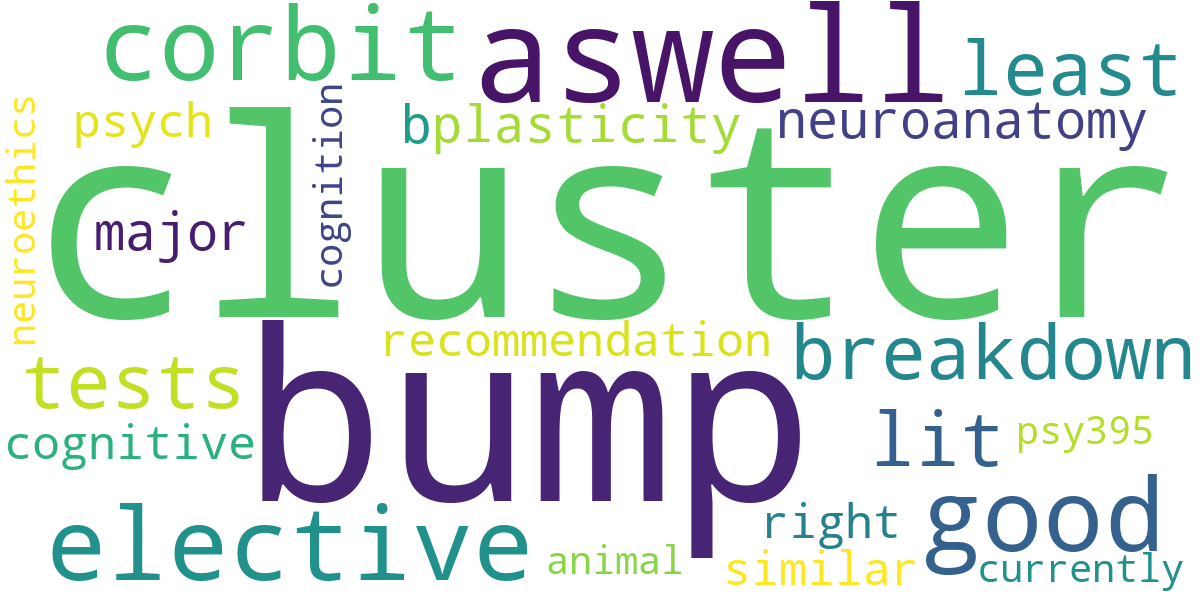 corbit
aswell
least
psych
cognition
b
plasticity
neuroanatomy
neuroethics
cluster
major
bump
recommendation
breakdown
tests
cognitive
lit
psy395
elective
animal
right
good
similar
currently